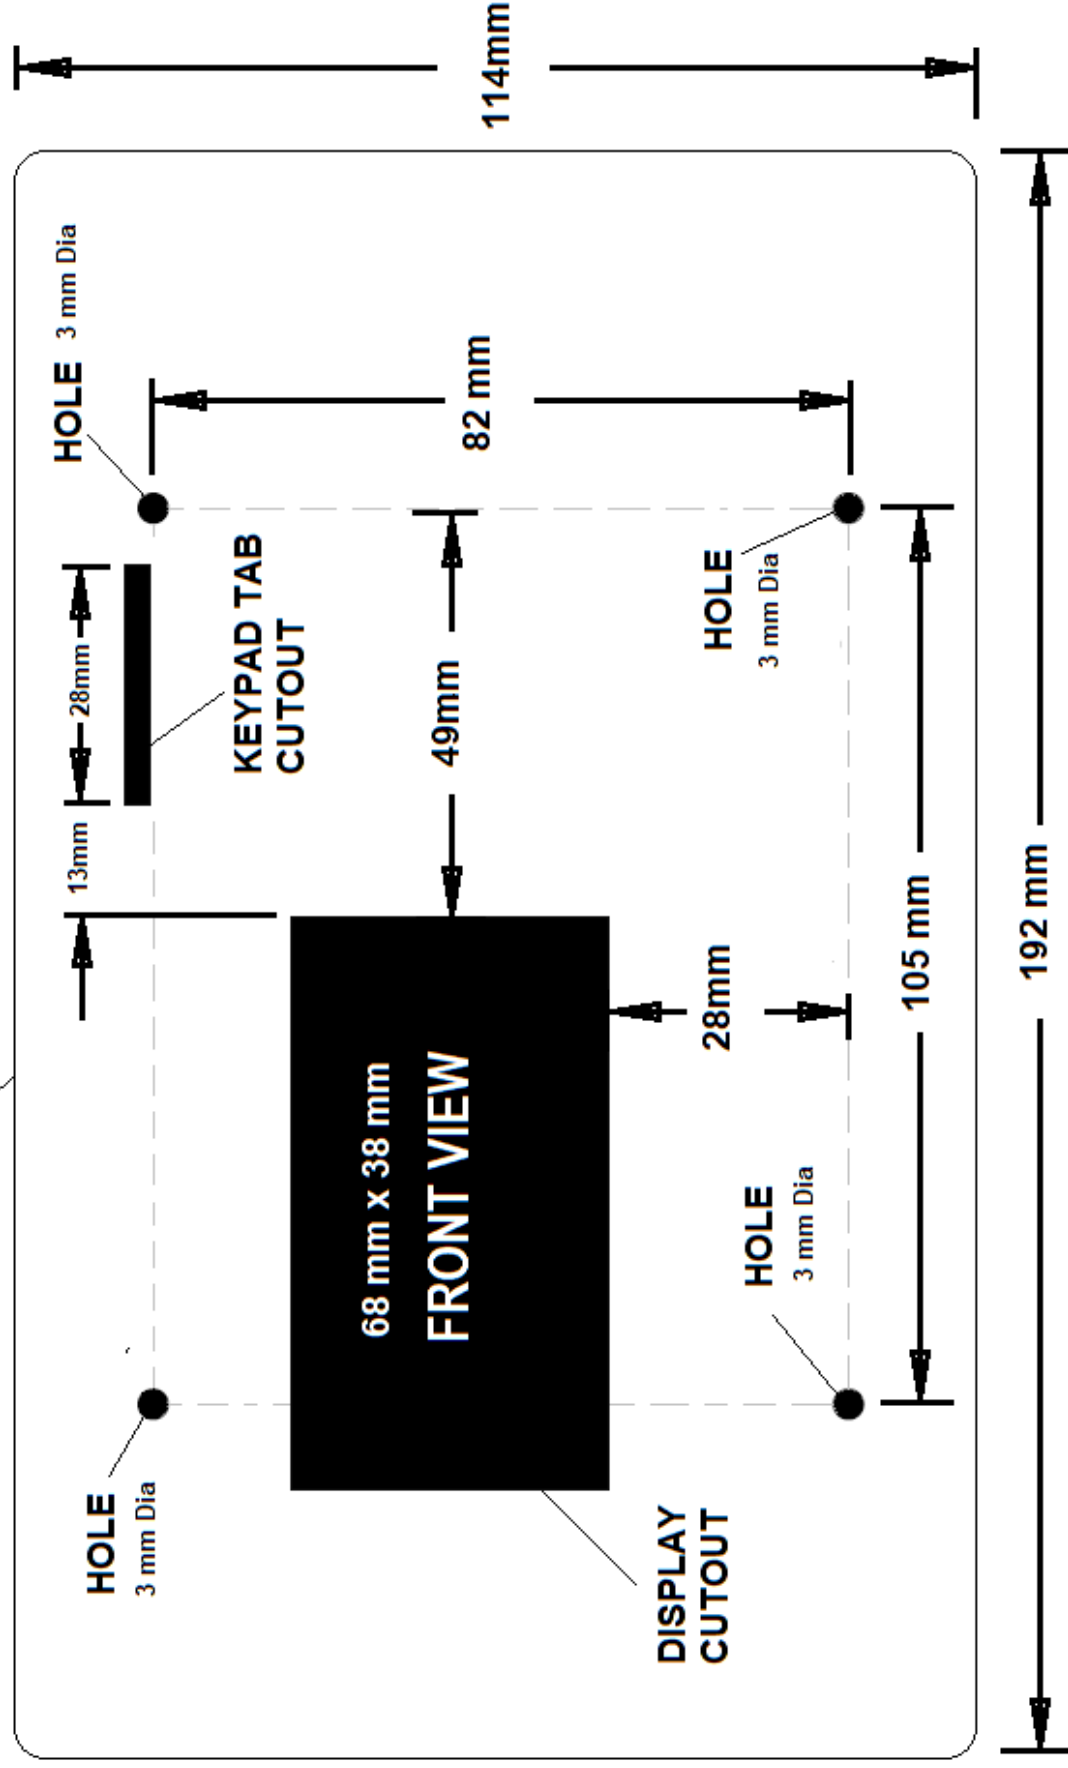 HOLE
3 mm Dia
13mm
28mm
HOLE 3 mm Dia
KEYPAD TAB
CUTOUT
68 mm x 38 mm
FRONT VIEW
49mm
82 mm
114mm
DISPLAY
CUTOUT
28mm
HOLE
3 mm Dia
HOLE
3 mm Dia
105 mm
192 mm